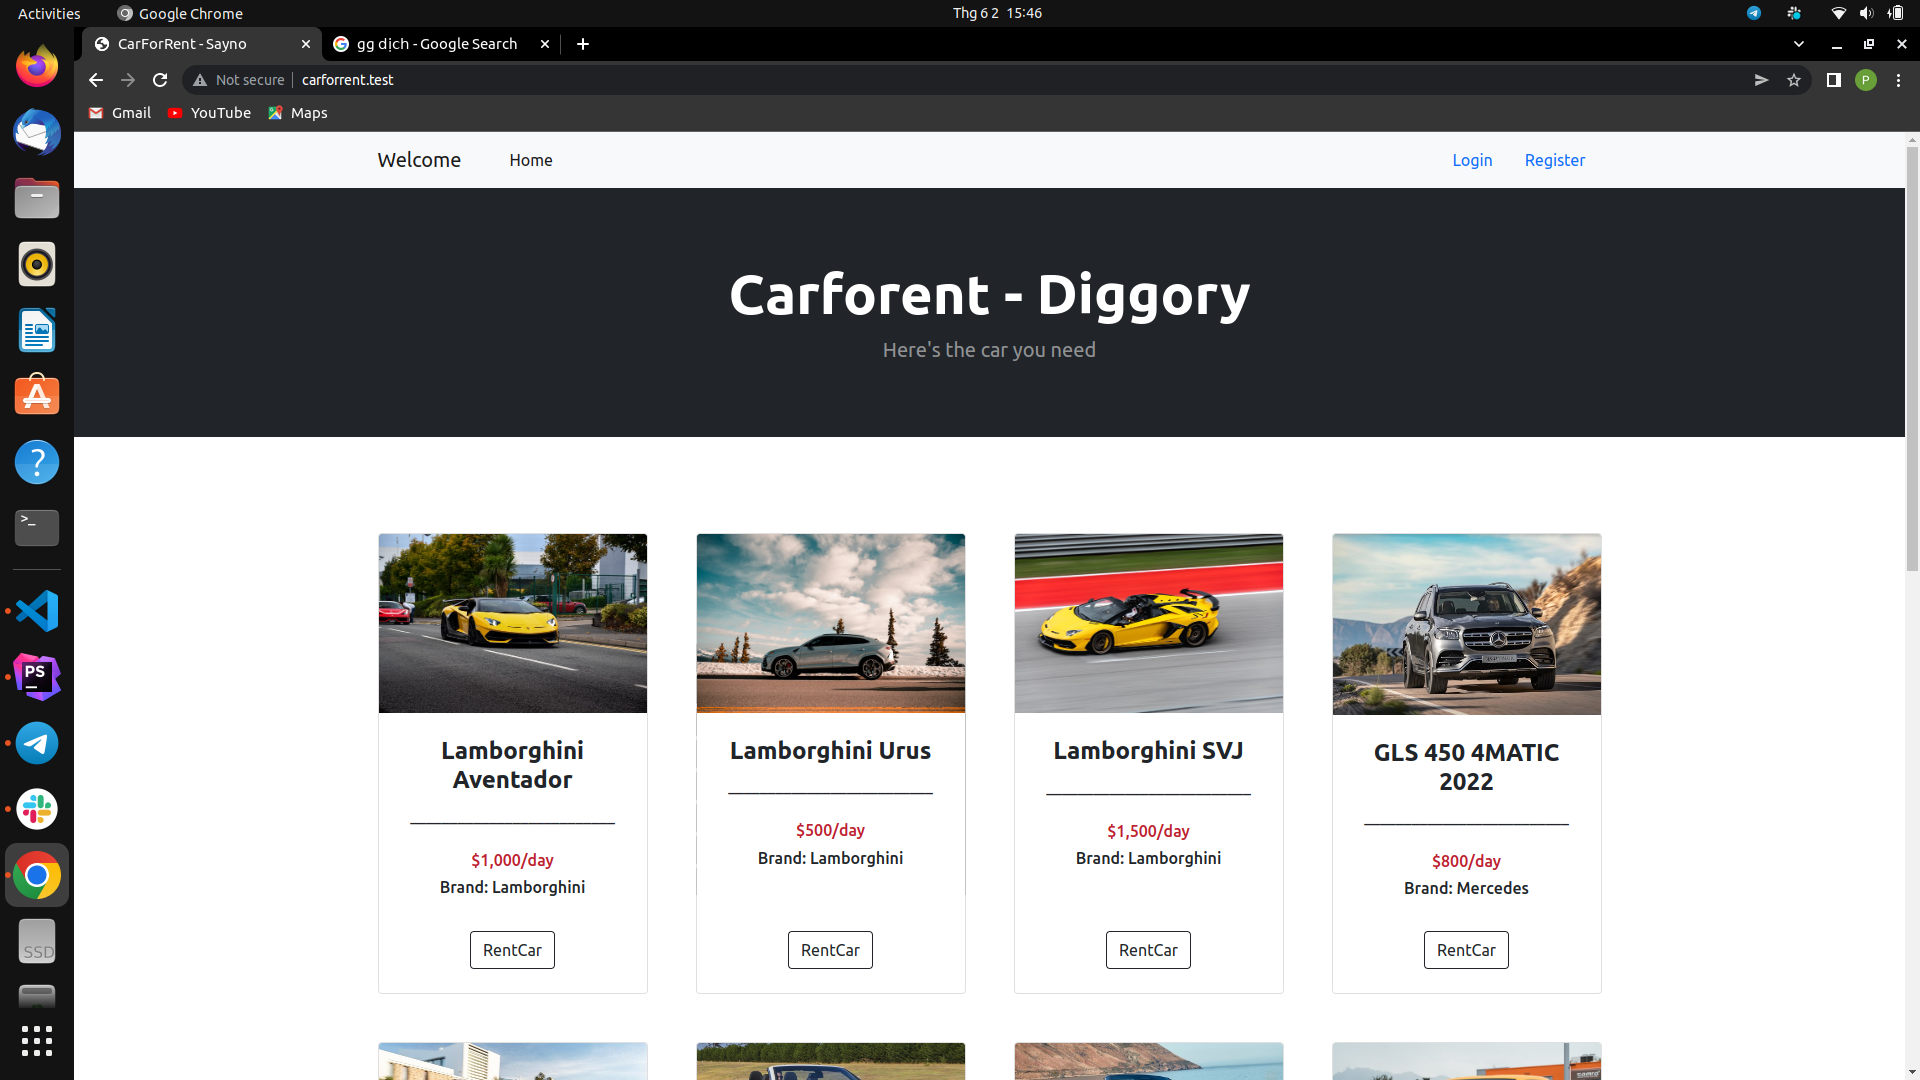 Activities
Google Chrome
Thg 6 2 15:46
CarForRent - Sayno
gg dịch - Google Search
Not secure
carforrent.test
P
Gmail
YouTube
Maps
Welcome
Home
Login
Register
Carforent - Diggory
Here's the car you need
Lamborghini
Aventador
$1,000/day
Brand: Lamborghini
RentCar
Lamborghini Urus
$500/day
Brand: Lamborghini
RentCar
Lamborghini SVJ
$1,500/day
Brand: Lamborghini
RentCar
GLS 450 4MATIC
2022
$800/day
Brand: Mercedes
RentCar
PS
SSD